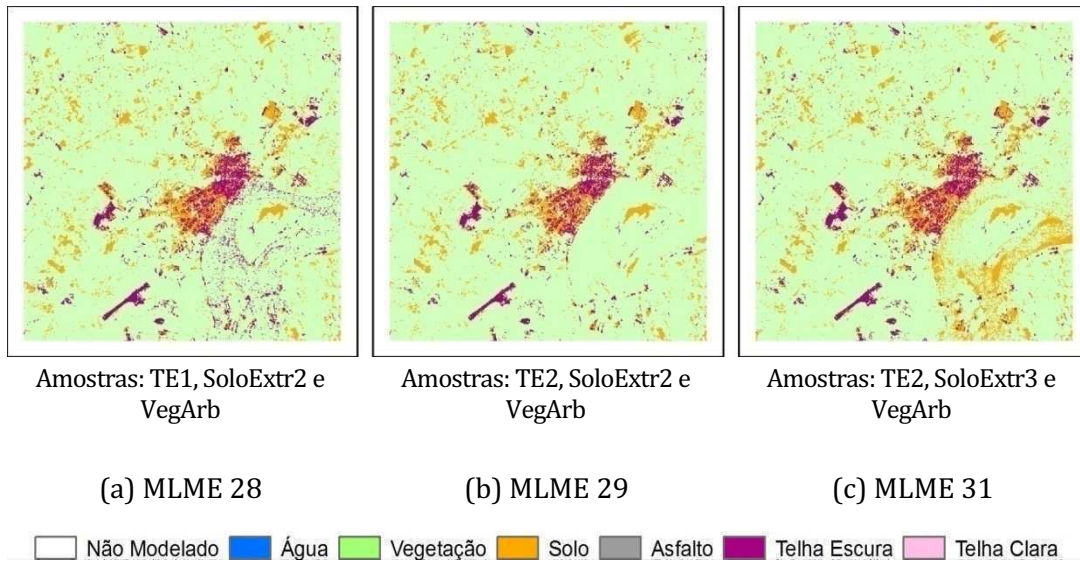 Amostras: TE1, SoloExtr2 e
VegArb
Amostras: TE2, SoloExtr2 e
VegArb
Amostras: TE2, SoloExtr3 e
VegArb
(a) MLME 28
(b) MLME 29
(c) MLME 31
Não Modelado Água Vegetação Solo Asfalto Telha Escura Telha Clara